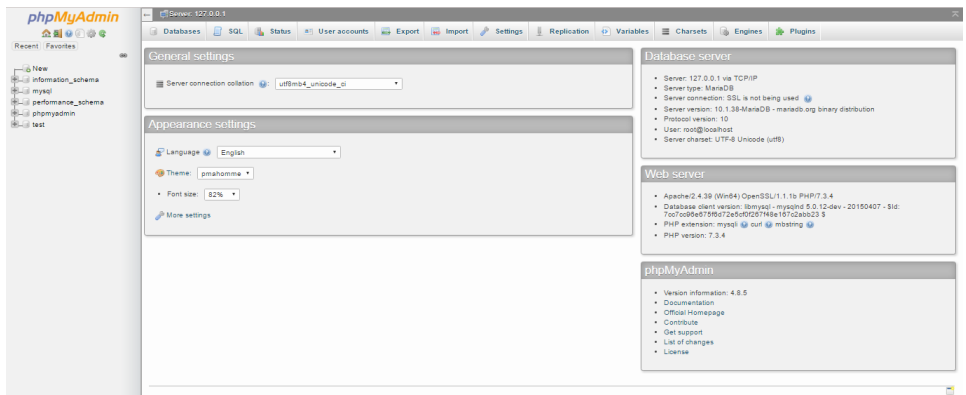 phpMyAdmin
Recent Favorites
New
information_schema
mysql
performance_schema
phpmyadmin
test
Server: 127.0.0.1
Databases SQL Status User accounts Export Import Settings Replication Variables Charsets Engines Plugins
General settings
Server connection collation : utf8mb4_unicode_ci
Appearance settings
Language English
Theme: pmahomme
Font size: 82%
More settings
Database server
Server: 127.0.0.1 via TCP/IP
Server type: MariaDB
Server connection: SSL is not being used
Server version: 10.1.38-MariaDB - mariadb.org binary distribution
Protocol version: 10
User: root@localhost
Server charset: UTF-8 Unicode (utf8)
Web server
Apache/2.4.39 (Win64) OpenSSL/1.1.1b PHP/7.3.4
Database client version: libmysql - mysqlnd 5.0.12-dev - 20150407 - $Id:
7cc7cc96e675f6d72e5cf0f267f48e167c2abb23 $
PHP extension: mysqli curl mbstring
PHP version: 7.3.4
phpMyAdmin
Version information: 4.8.5
Documentation
Official Homepage
Contribute
Get support
List of changes
License